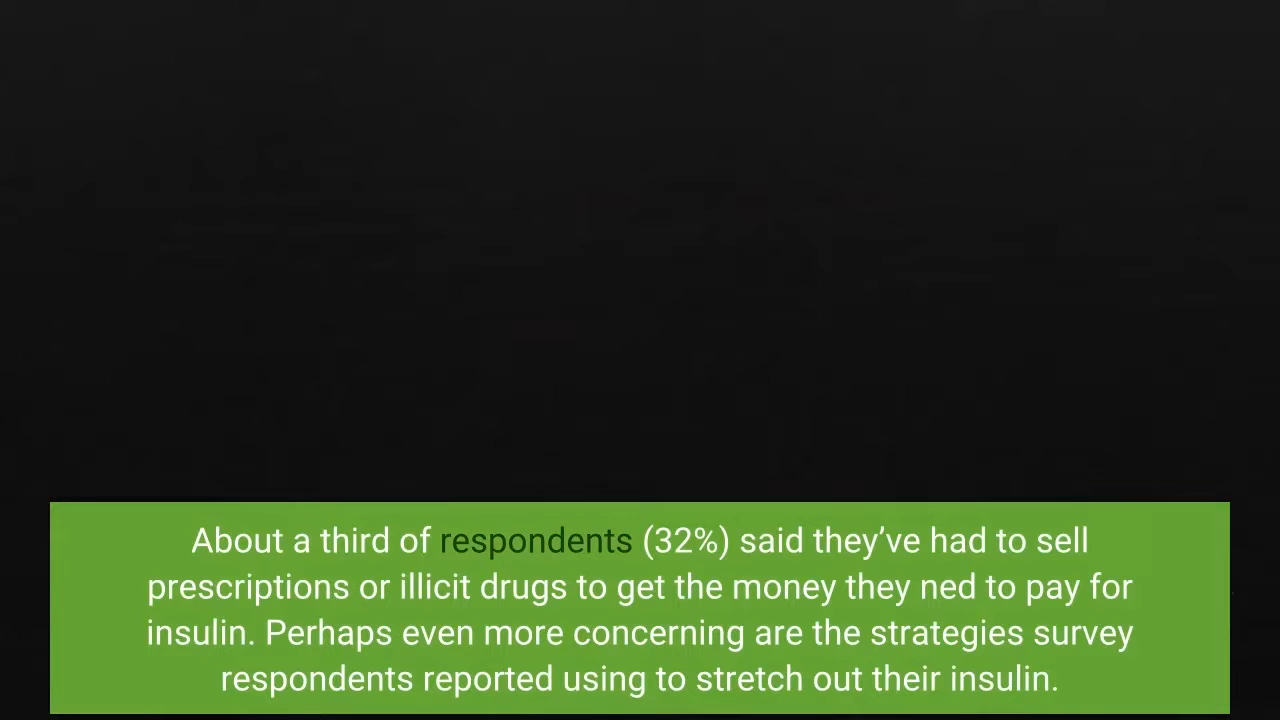 About a third of respondents (32%) said they’ve had to sell
prescriptions or illicit drugs to get the money they ned to pay for
insulin. Perhaps even more concerning are the strategies survey
respondents reported using to stretch out their insulin.